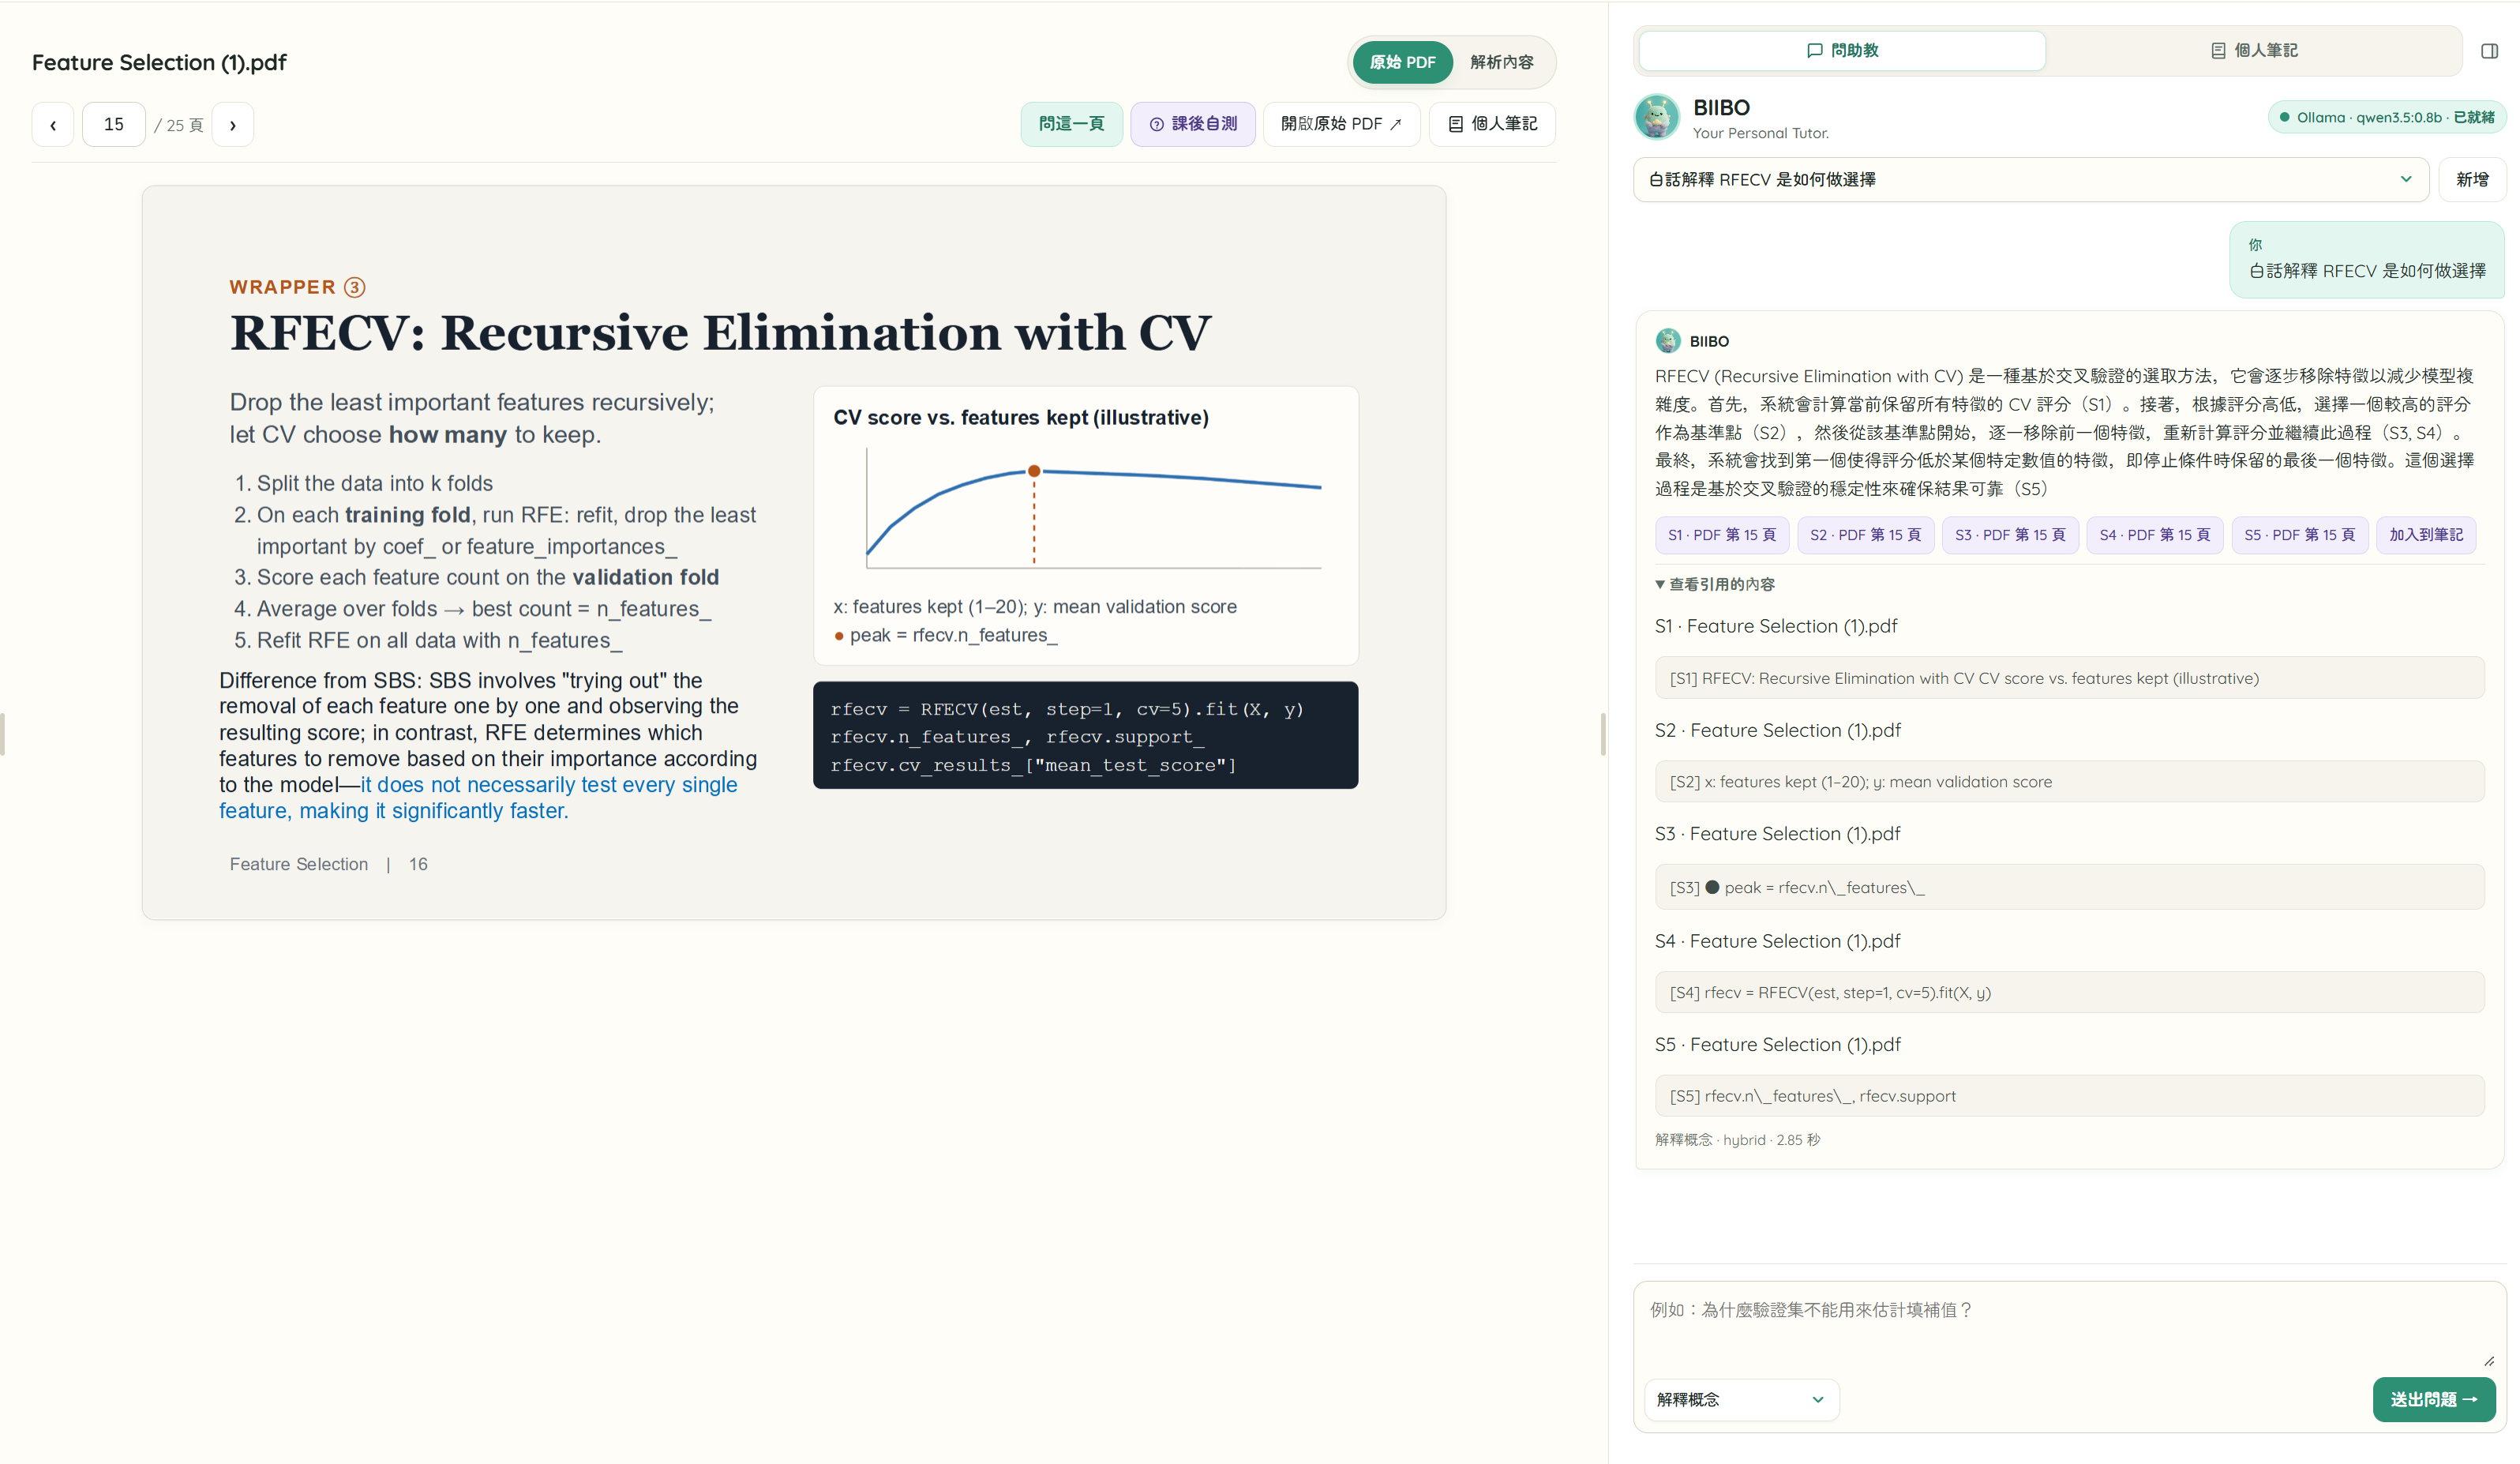 Feature Selection (1).pdf
原始 PDF
解析內容
‹
15
/ 25 頁
›
問這一頁
課後自測
開啟原始 PDF ↗
個人筆記
WRAPPER ③
RFECV: Recursive Elimination with CV
Drop the least important features recursively;
let CV choose how many to keep.
1. Split the data into k folds
2. On each training fold, run RFE: refit, drop the least
important by coef_ or feature_importances_
3. Score each feature count on the validation fold
4. Average over folds → best count = n_features_
5. Refit RFE on all data with n_features_
Difference from SBS: SBS involves "trying out" the
removal of each feature one by one and observing the
resulting score; in contrast, RFE determines which
features to remove based on their importance according
to the model—it does not necessarily test every single
feature, making it significantly faster.
CV score vs. features kept (illustrative)
x: features kept (1–20); y: mean validation score
● peak = rfecv.n_features_
rfecv = RFECV(est, step=1, cv=5).fit(X, y)
rfecv.n_features_, rfecv.support_
rfecv.cv_results_["mean_test_score"]
Feature Selection | 16
問助教
個人筆記
BIIBO
Your Personal Tutor.
Ollama · qwen3.5:0.8b · 已就緒
白話解釋 RFECV 是如何做選擇
新增
你
白話解釋 RFECV 是如何做選擇
BIIBO
RFECV (Recursive Elimination with CV) 是一種基於交叉驗證的選取方法，它會逐步移除特徵以減少模型複
雜度。首先，系統會計算當前保留所有特徵的 CV 評分（S1）。接著，根據評分高低，選擇一個較高的評分
作為基準點（S2），然後從該基準點開始，逐一移除前一個特徵，重新計算評分並繼續此過程（S3, S4）。
最終，系統會找到第一個使得評分低於某個特定數值的特徵，即停止條件時保留的最後一個特徵。這個選擇
過程是基於交叉驗證的穩定性來確保結果可靠（S5）
S1 · PDF 第 15 頁
S2 · PDF 第 15 頁
S3 · PDF 第 15 頁
S4 · PDF 第 15 頁
S5 · PDF 第 15 頁
加入到筆記
▼ 查看引用的內容
S1 · Feature Selection (1).pdf
[S1] RFECV: Recursive Elimination with CV CV score vs. features kept (illustrative)
S2 · Feature Selection (1).pdf
[S2] x: features kept (1–20); y: mean validation score
S3 · Feature Selection (1).pdf
[S3] ● peak = rfecv.n\_features\_
S4 · Feature Selection (1).pdf
[S4] rfecv = RFECV(est, step=1, cv=5).fit(X, y)
S5 · Feature Selection (1).pdf
[S5] rfecv.n\_features\_, rfecv.support
解釋概念 · hybrid · 2.85 秒
例如：為什麼驗證集不能用來估計填補值？
解釋概念
送出問題 →